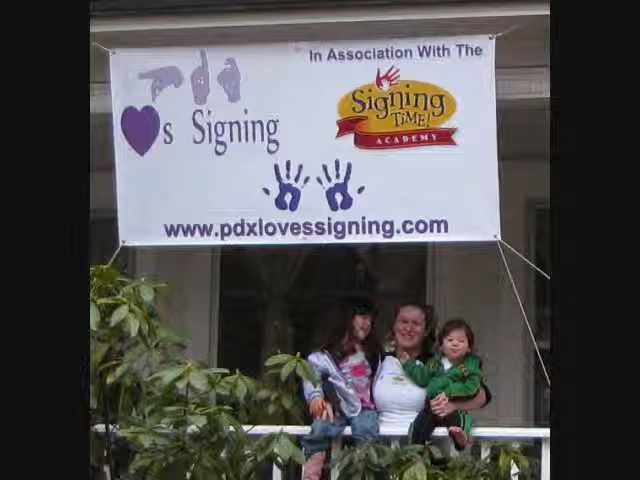 In Association With The
Signing
TiME!
ACADEMY
s Signing
www.pdxlovessigning.com